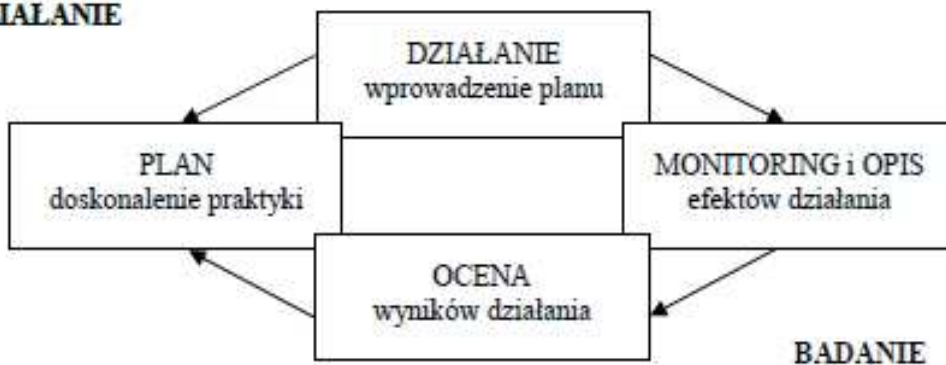 IAŁANIE
DZIAŁANIE
wprowadzenie planu
PLAN
doskonalenie praktyki
MONITORING i OPIS
efektów działania
OCENA
wyników działania
BADANIE